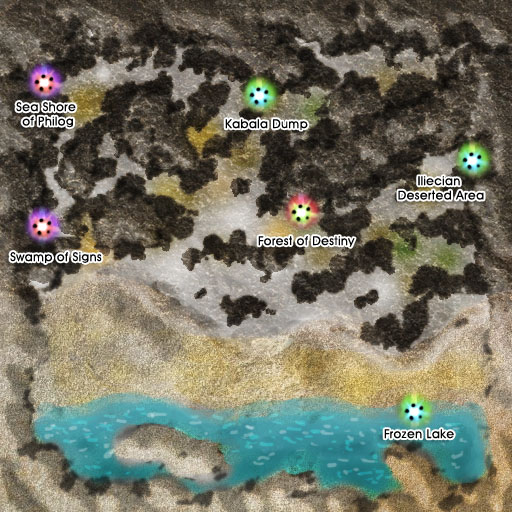 Sea Shore
of Philog
Kabala Dump
Iliecian
Deserted Area
Forest of Destiny
Swamp of Signs
Frozen Lake